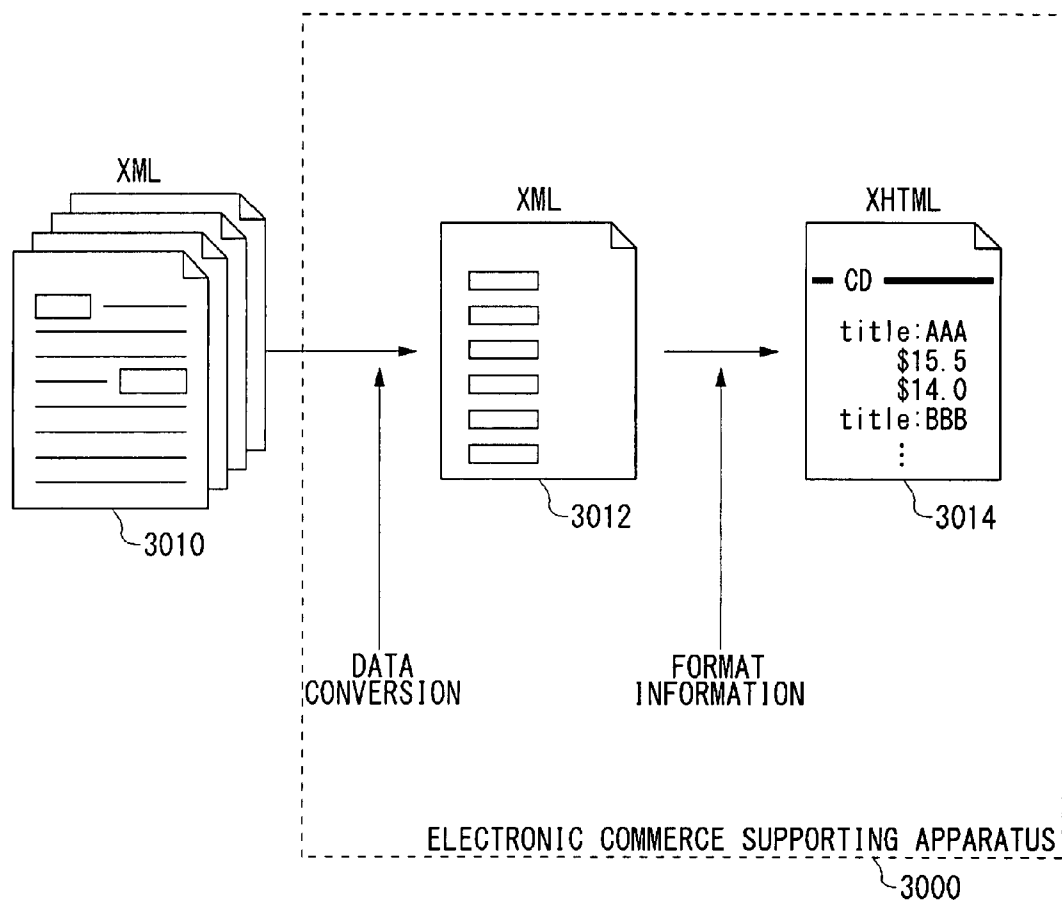 XML
XML
XHTML
CD
title:AAA
$15.5
$14.0
title:BBB
⋮
3010
3012
3014
DATA
CONVERSION
FORMAT
INFORMATION
ELECTRONIC COMMERCE SUPPORTING APPARATUS
3000